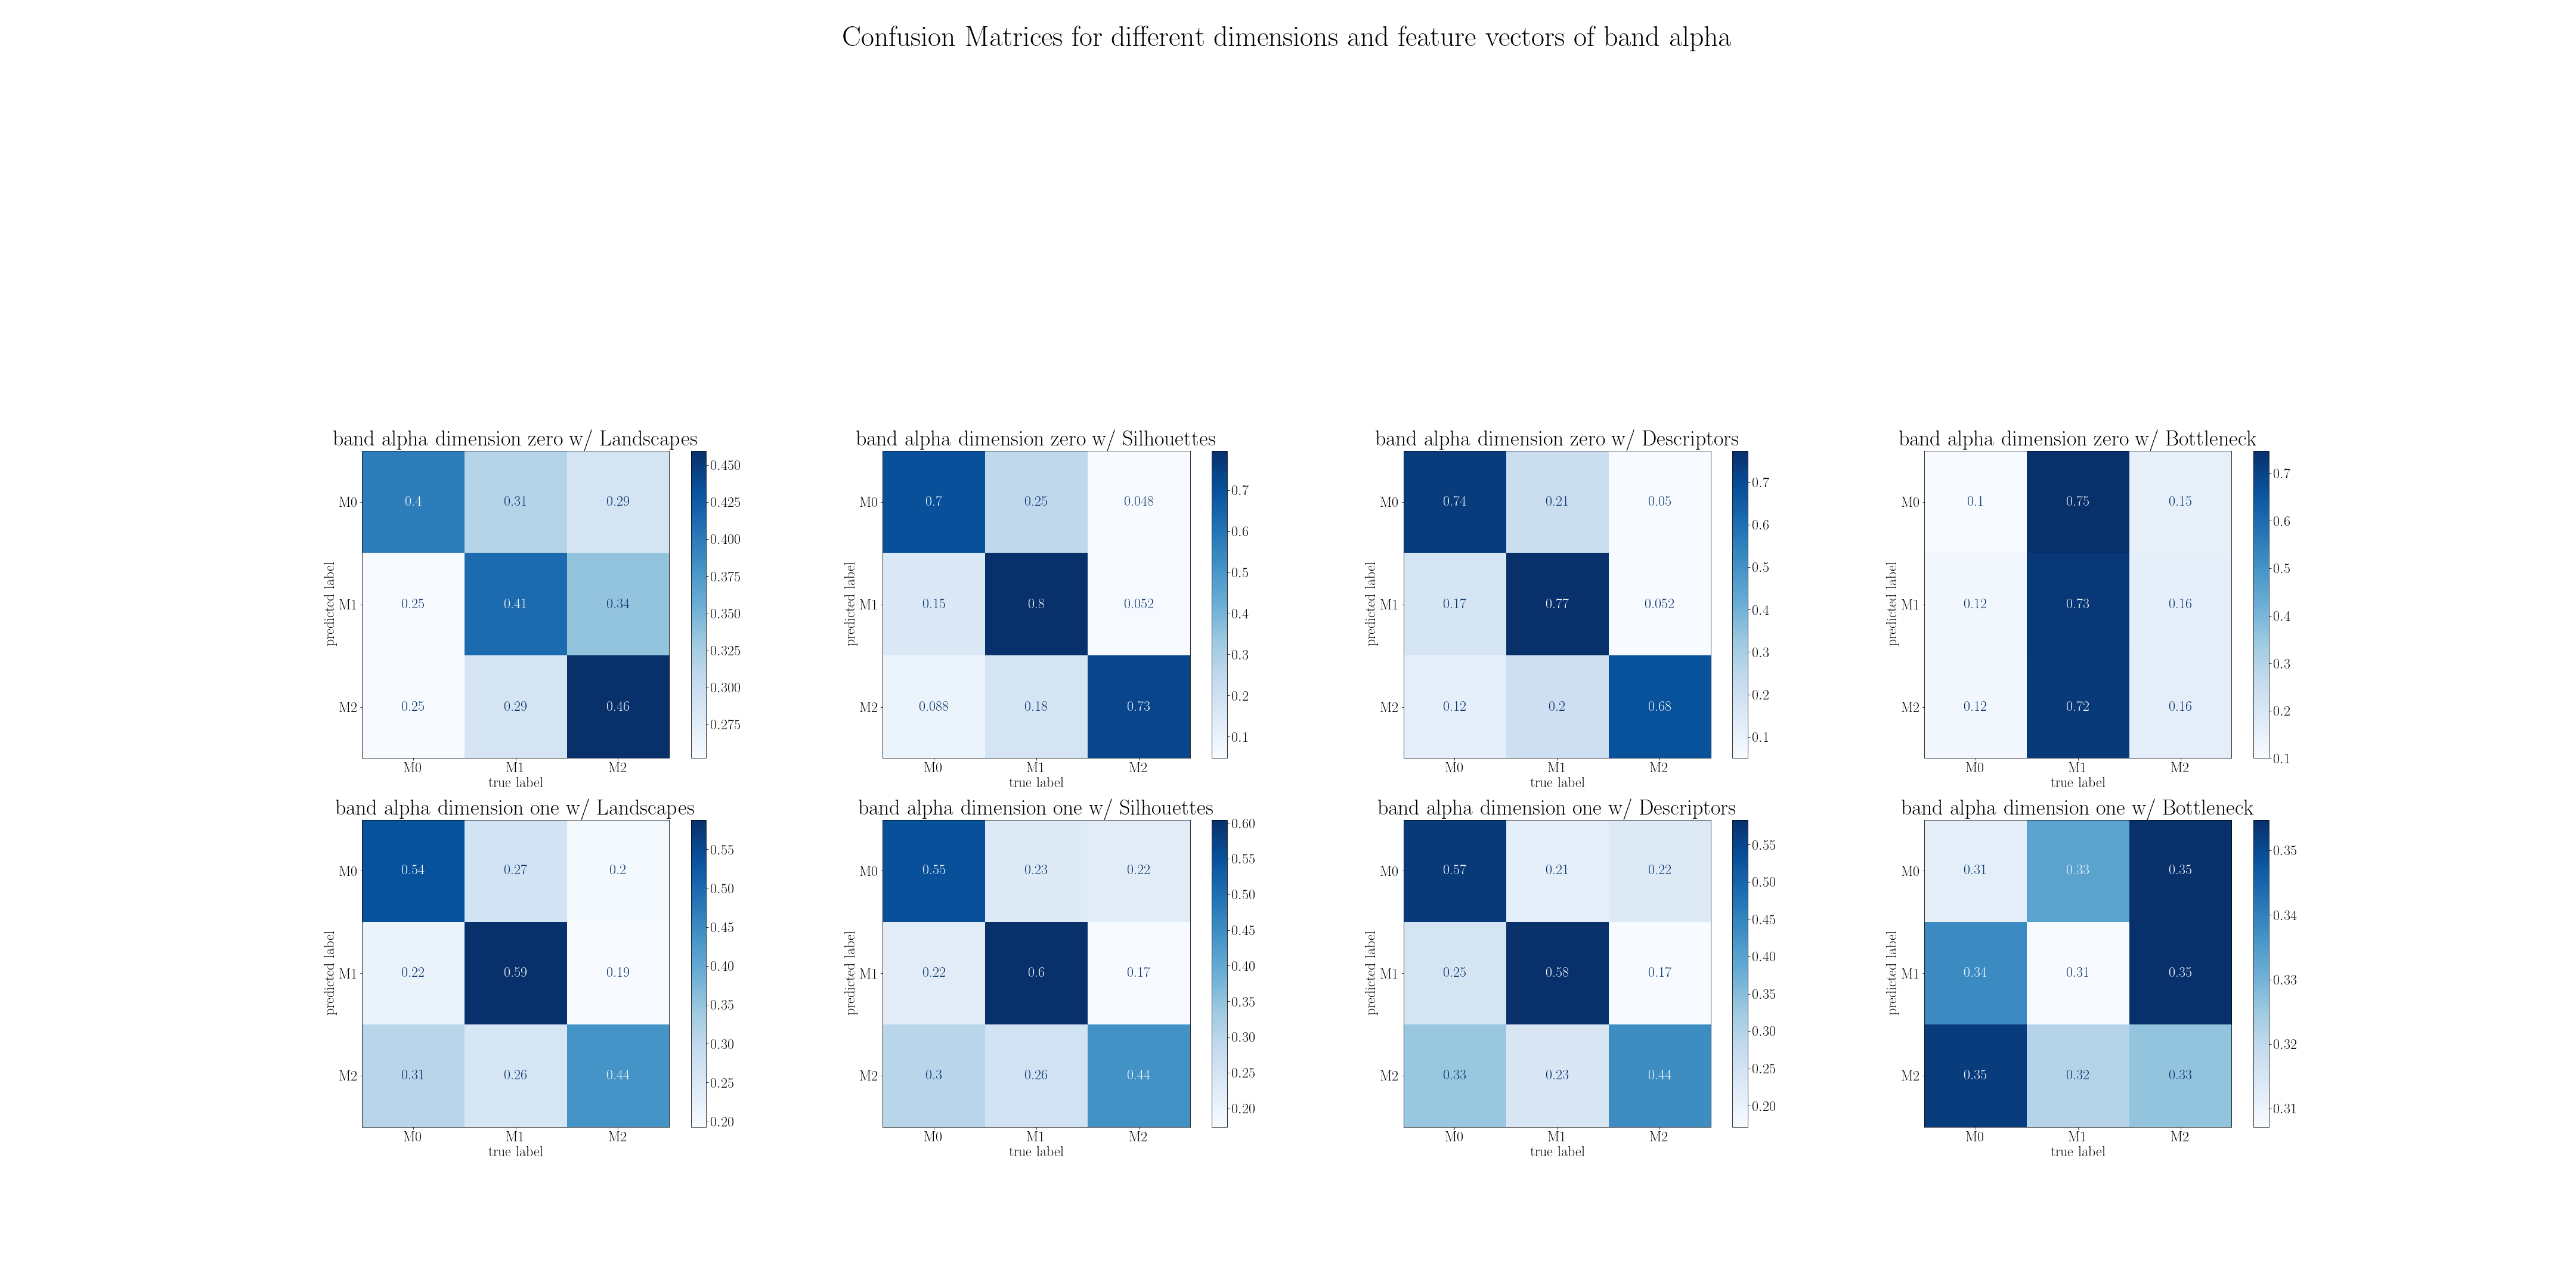 Confusion Matrices for different dimensions and feature vectors of band alpha
band alpha dimension zero w/ Landscapes
predicted label
M0 0.4 0.31 0.29
M1 0.25 0.41 0.34
M2 0.25 0.29 0.46
M0 M1 M2
true label
0.450
0.425
0.400
0.375
0.350
0.325
0.300
0.275
band alpha dimension zero w/ Silhouettes
predicted label
M0 0.7 0.25 0.048
M1 0.15 0.8 0.052
M2 0.088 0.18 0.73
M0 M1 M2
true label
0.7
0.6
0.5
0.4
0.3
0.2
0.1
band alpha dimension zero w/ Descriptors
predicted label
M0 0.74 0.21 0.05
M1 0.17 0.77 0.052
M2 0.12 0.2 0.68
M0 M1 M2
true label
0.7
0.6
0.5
0.4
0.3
0.2
0.1
band alpha dimension zero w/ Bottleneck
predicted label
M0 0.1 0.75 0.15
M1 0.12 0.73 0.16
M2 0.12 0.72 0.16
M0 M1 M2
true label
0.7
0.6
0.5
0.4
0.3
0.2
0.1
band alpha dimension one w/ Landscapes
predicted label
M0 0.54 0.27 0.2
M1 0.22 0.59 0.19
M2 0.31 0.26 0.44
M0 M1 M2
true label
0.55
0.50
0.45
0.40
0.35
0.30
0.25
0.20
band alpha dimension one w/ Silhouettes
predicted label
M0 0.55 0.23 0.22
M1 0.22 0.6 0.17
M2 0.3 0.26 0.44
M0 M1 M2
true label
0.60
0.55
0.50
0.45
0.40
0.35
0.30
0.25
0.20
band alpha dimension one w/ Descriptors
predicted label
M0 0.57 0.21 0.22
M1 0.25 0.58 0.17
M2 0.33 0.23 0.44
M0 M1 M2
true label
0.55
0.50
0.45
0.40
0.35
0.30
0.25
0.20
band alpha dimension one w/ Bottleneck
predicted label
M0 0.31 0.33 0.35
M1 0.34 0.31 0.35
M2 0.35 0.32 0.33
M0 M1 M2
true label
0.35
0.34
0.33
0.32
0.31